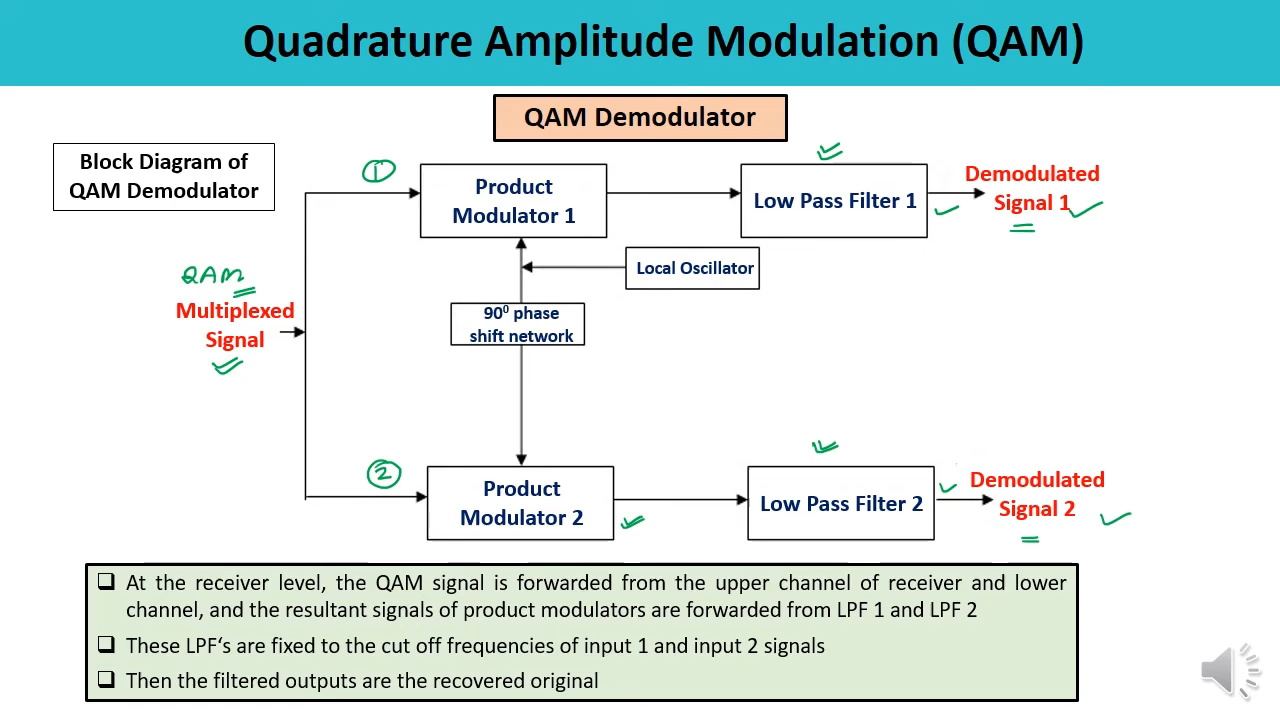 Quadrature Amplitude Modulation (QAM)
QAM Demodulator
Block Diagram of
QAM Demodulator
①
Product
Modulator 1
Low Pass Filter 1
Demodulated
Signal 1
Local Oscillator
QAM
Multiplexed
Signal
90⁰ phase
shift network
②
Product
Modulator 2
Low Pass Filter 2
Demodulated
Signal 2
❑ At the receiver level, the QAM signal is forwarded from the upper channel of receiver and lower
channel, and the resultant signals of product modulators are forwarded from LPF 1 and LPF 2
❑ These LPF‘s are fixed to the cut off frequencies of input 1 and input 2 signals
❑ Then the filtered outputs are the recovered original